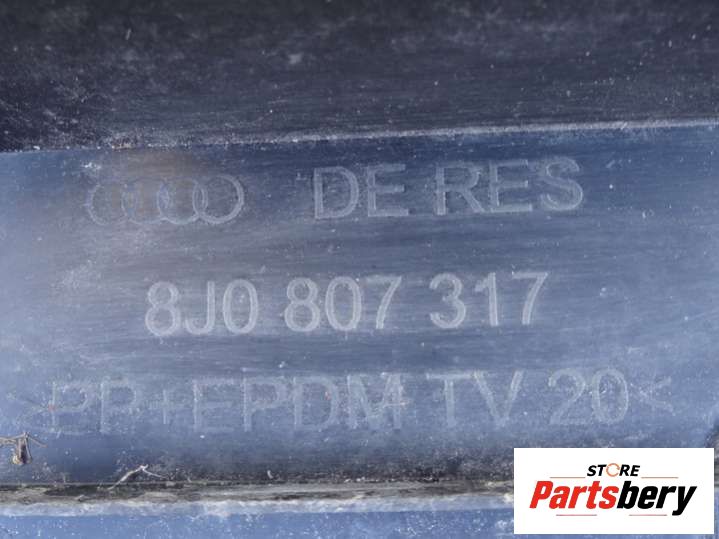 DE RES
8J0 807 317
>PP+EPDM TV 20<
STORE
Partsbery